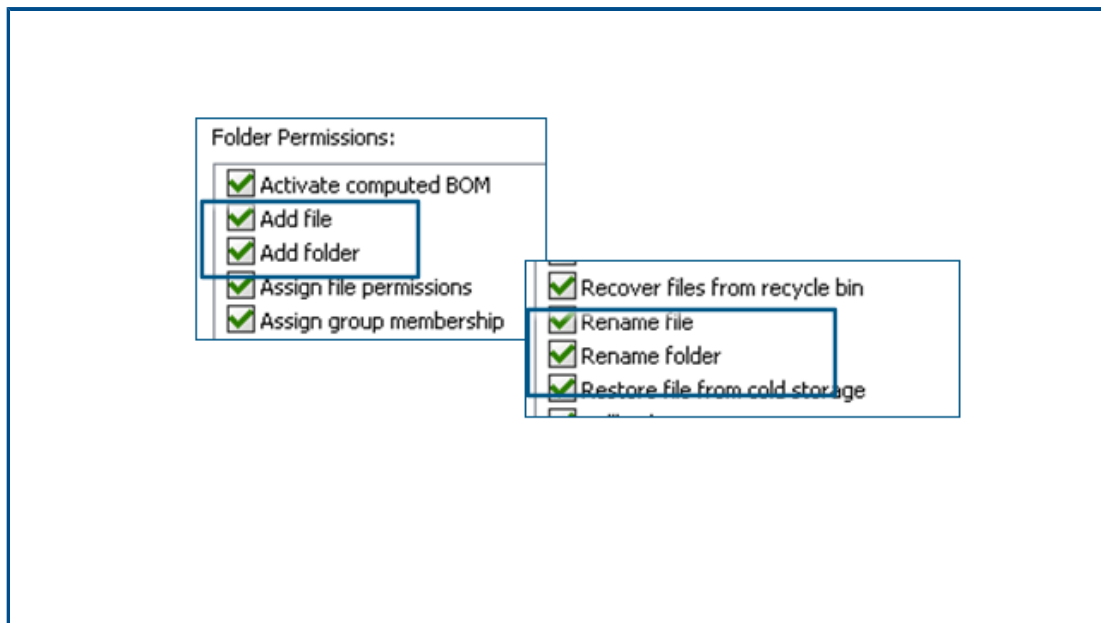 Folder Permissions:
Activate computed BOM
Add file
Add folder
Assign file permissions
Assign group membership
Recover files from recycle bin
Rename file
Rename folder
Restore file from cold storage